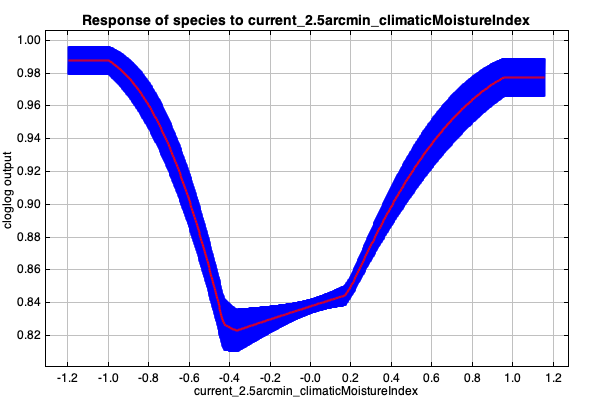 Response of species to current_2.5arcmin_climaticMoistureIndex
1.00
0.98
0.96
0.94
0.92
0.90
0.88
0.86
0.84
0.82
cloglog output
-1.2 -1.0 -0.8 -0.6 -0.4 -0.2 -0.0 0.2 0.4 0.6 0.8 1.0 1.2
current_2.5arcmin_climaticMoistureIndex